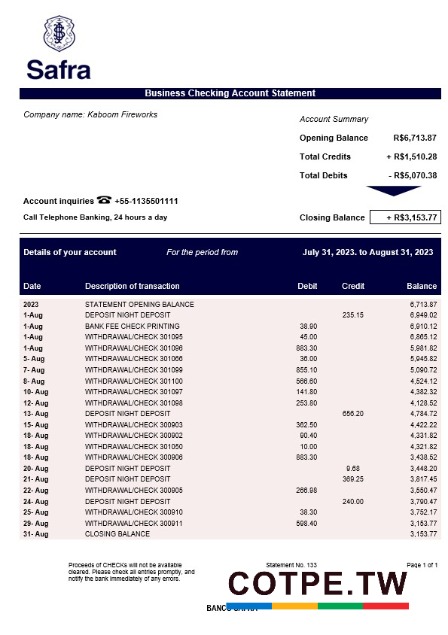 Safra
Business Checking Account Statement
Company name: Kaboom Fireworks
Account Summary
Opening Balance R$6,713.87
Total Credits + R$1,510.28
Total Debits - R$5,070.38
Account inquiries ☎ +55-1135501111
Call Telephone Banking, 24 hours a day
Closing Balance + R$3,153.77
Details of your account For the period from July 31, 2023. to August 31, 2023
Date Description of transaction Debit Credit Balance
2023 STATEMENT OPENING BALANCE 6,713.87
1-Aug DEPOSIT NIGHT DEPOSIT 235.15 6,949.02
1-Aug BANK FEE CHECK PRINTING 38.90 6,910.12
1-Aug WITHDRAWAL/CHECK 301095 45.00 6,865.12
1-Aug WITHDRAWAL/CHECK 301096 883.30 5,981.82
5- Aug WITHDRAWAL/CHECK 301066 36.00 5,945.82
7- Aug WITHDRAWAL/CHECK 301099 855.10 5,090.72
8- Aug WITHDRAWAL/CHECK 301100 566.60 4,524.12
10- Aug WITHDRAWAL/CHECK 301097 141.80 4,382.32
12- Aug WITHDRAWAL/CHECK 301098 253.80 4,128.52
13- Aug DEPOSIT NIGHT DEPOSIT 656.20 4,784.72
15- Aug WITHDRAWAL/CHECK 300903 362.50 4,422.22
18- Aug WITHDRAWAL/CHECK 300902 90.40 4,331.82
18- Aug WITHDRAWAL/CHECK 301050 10.00 4,321.82
18- Aug WITHDRAWAL/CHECK 300906 883.30 3,438.52
20- Aug DEPOSIT NIGHT DEPOSIT 9.68 3,448.20
21- Aug DEPOSIT NIGHT DEPOSIT 369.25 3,817.45
22- Aug WITHDRAWAL/CHECK 300905 266.98 3,550.47
24- Aug DEPOSIT NIGHT DEPOSIT 240.00 3,790.47
25- Aug WITHDRAWAL/CHECK 300910 38.30 3,752.17
29- Aug WITHDRAWAL/CHECK 300911 598.40 3,153.77
31- Aug CLOSING BALANCE 3,153.77
Proceeds of CHECKs will not be available Statement No. 133 Page 1 of 1
cleared. Please check all entries promptly, and
notify the bank immediately of any errors.
COTPE.TW